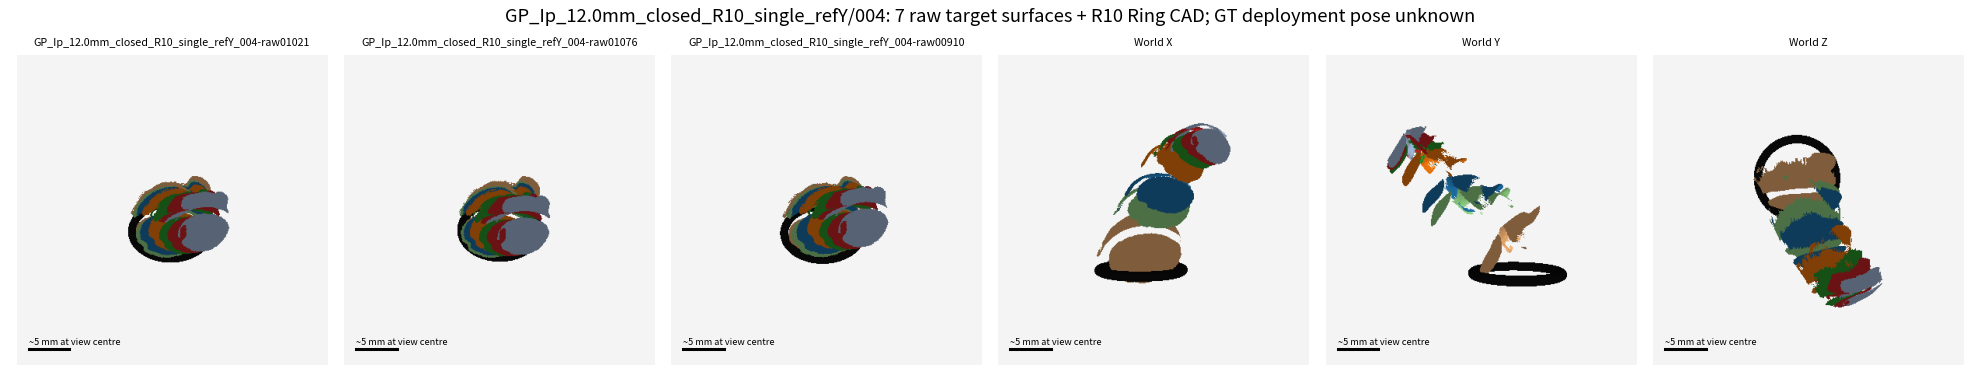 GP_Ip_12.0mm_closed_R10_single_refY/004: 7 raw target surfaces + R10 Ring CAD; GT deployment pose unknown
GP_Ip_12.0mm_closed_R10_single_refY_004-raw01021
GP_Ip_12.0mm_closed_R10_single_refY_004-raw01076
GP_Ip_12.0mm_closed_R10_single_refY_004-raw00910
World X
World Y
World Z
~5 mm at view centre
~5 mm at view centre
~5 mm at view centre
~5 mm at view centre
~5 mm at view centre
~5 mm at view centre